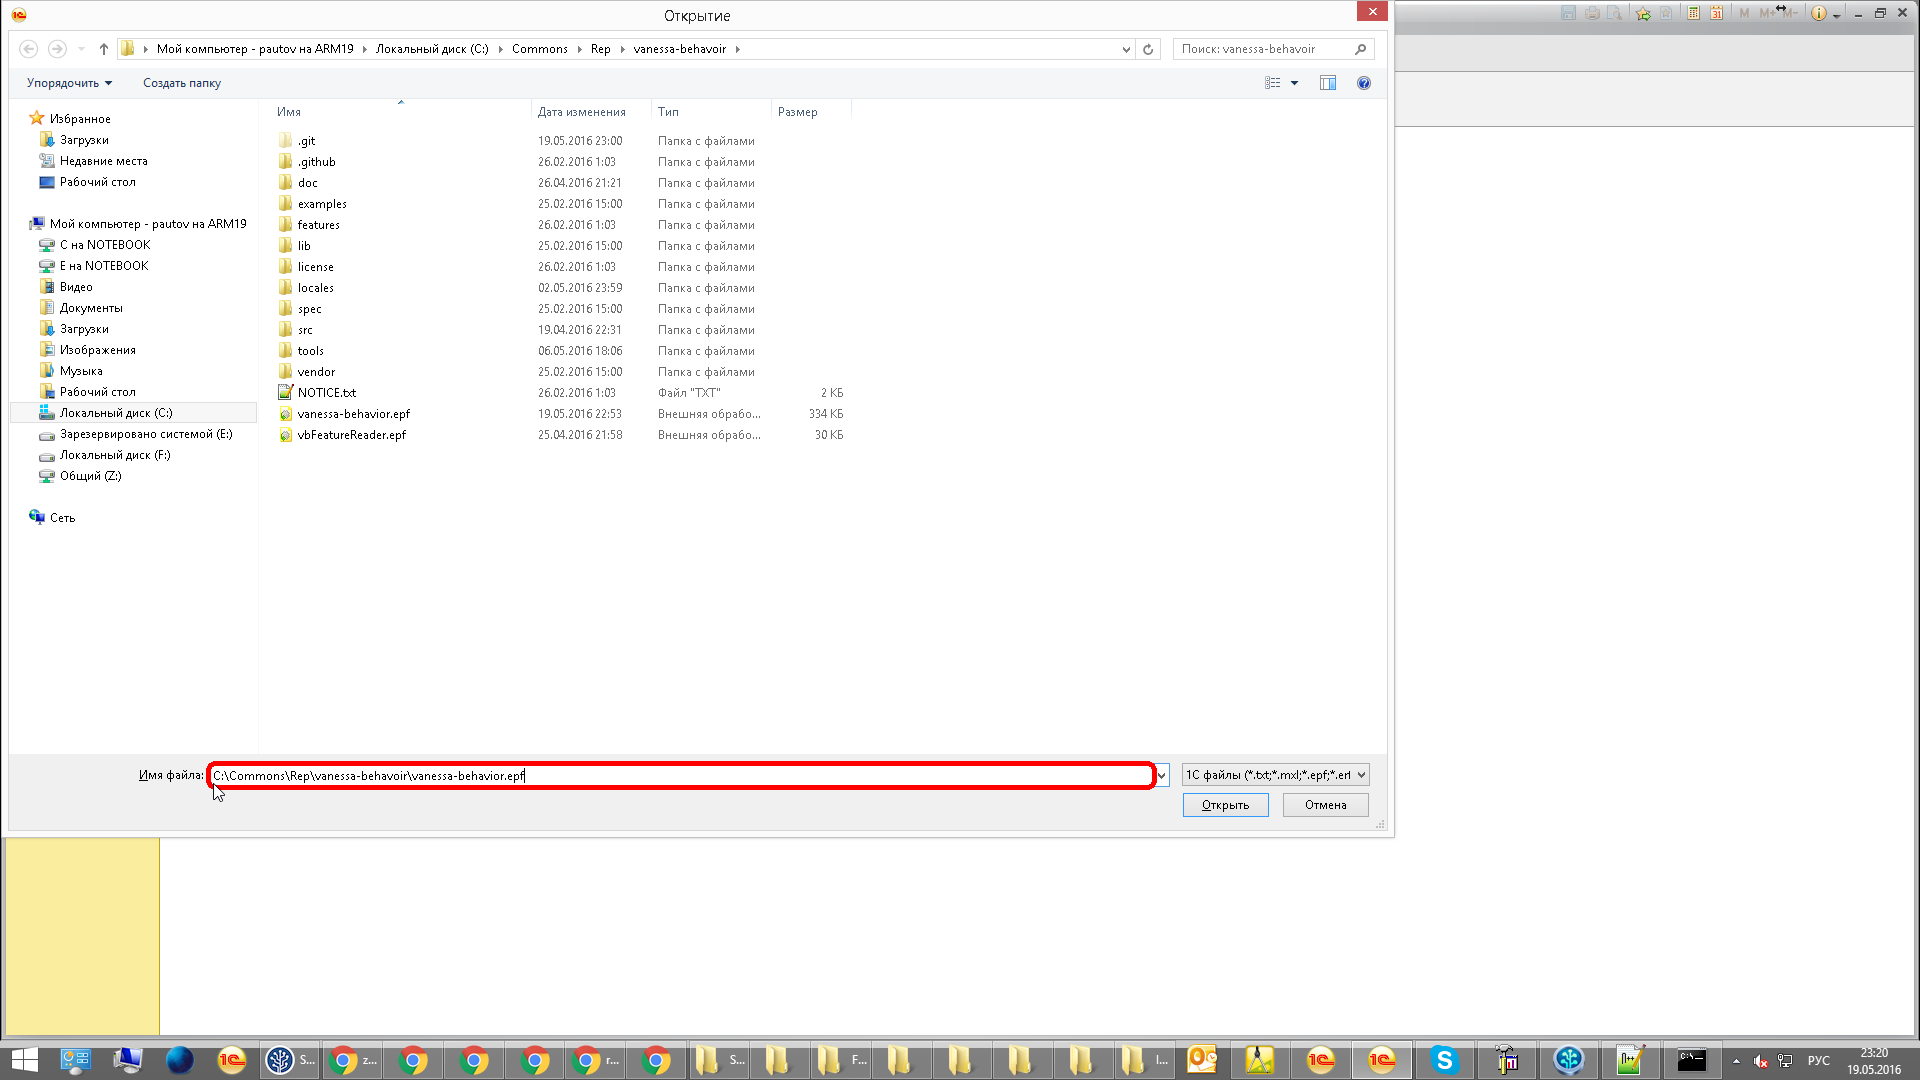 Открытие
M M+ M-
Мой компьютер - pautov на ARM19 Локальный диск (C:) Commons Rep vanessa-behavoir
Поиск: vanessa-behavoir
Упорядочить Создать папку
Имя Дата изменения Тип Размер
Избранное
Загрузки
Недавние места
Рабочий стол
Мой компьютер - pautov на ARM19
C на NOTEBOOK
E на NOTEBOOK
Видео
Документы
Загрузки
Изображения
Музыка
Рабочий стол
Локальный диск (C:)
Зарезервировано системой (E:)
Локальный диск (F:)
Общий (Z:)
Сеть
.git 19.05.2016 23:00 Папка с файлами
.github 26.02.2016 1:03 Папка с файлами
doc 26.04.2016 21:21 Папка с файлами
examples 25.02.2016 15:00 Папка с файлами
features 26.02.2016 1:03 Папка с файлами
lib 25.02.2016 15:00 Папка с файлами
license 26.02.2016 1:03 Папка с файлами
locales 02.05.2016 23:59 Папка с файлами
spec 25.02.2016 15:00 Папка с файлами
src 19.04.2016 22:31 Папка с файлами
tools 06.05.2016 18:06 Папка с файлами
vendor 25.02.2016 15:00 Папка с файлами
NOTICE.txt 26.02.2016 1:03 Файл "TXT" 2 КБ
vanessa-behavior.epf 19.05.2016 22:53 Внешняя обрабо... 334 КБ
vbFeatureReader.epf 25.04.2016 21:58 Внешняя обрабо... 30 КБ
Имя файла: C:\Commons\Rep\vanessa-behavoir\vanessa-behavior.epf
1С файлы (*.txt;*.mxl;*.epf;*.erl
Открыть Отмена
S... z... r... S... F... I... РУС
23:20
19.05.2016